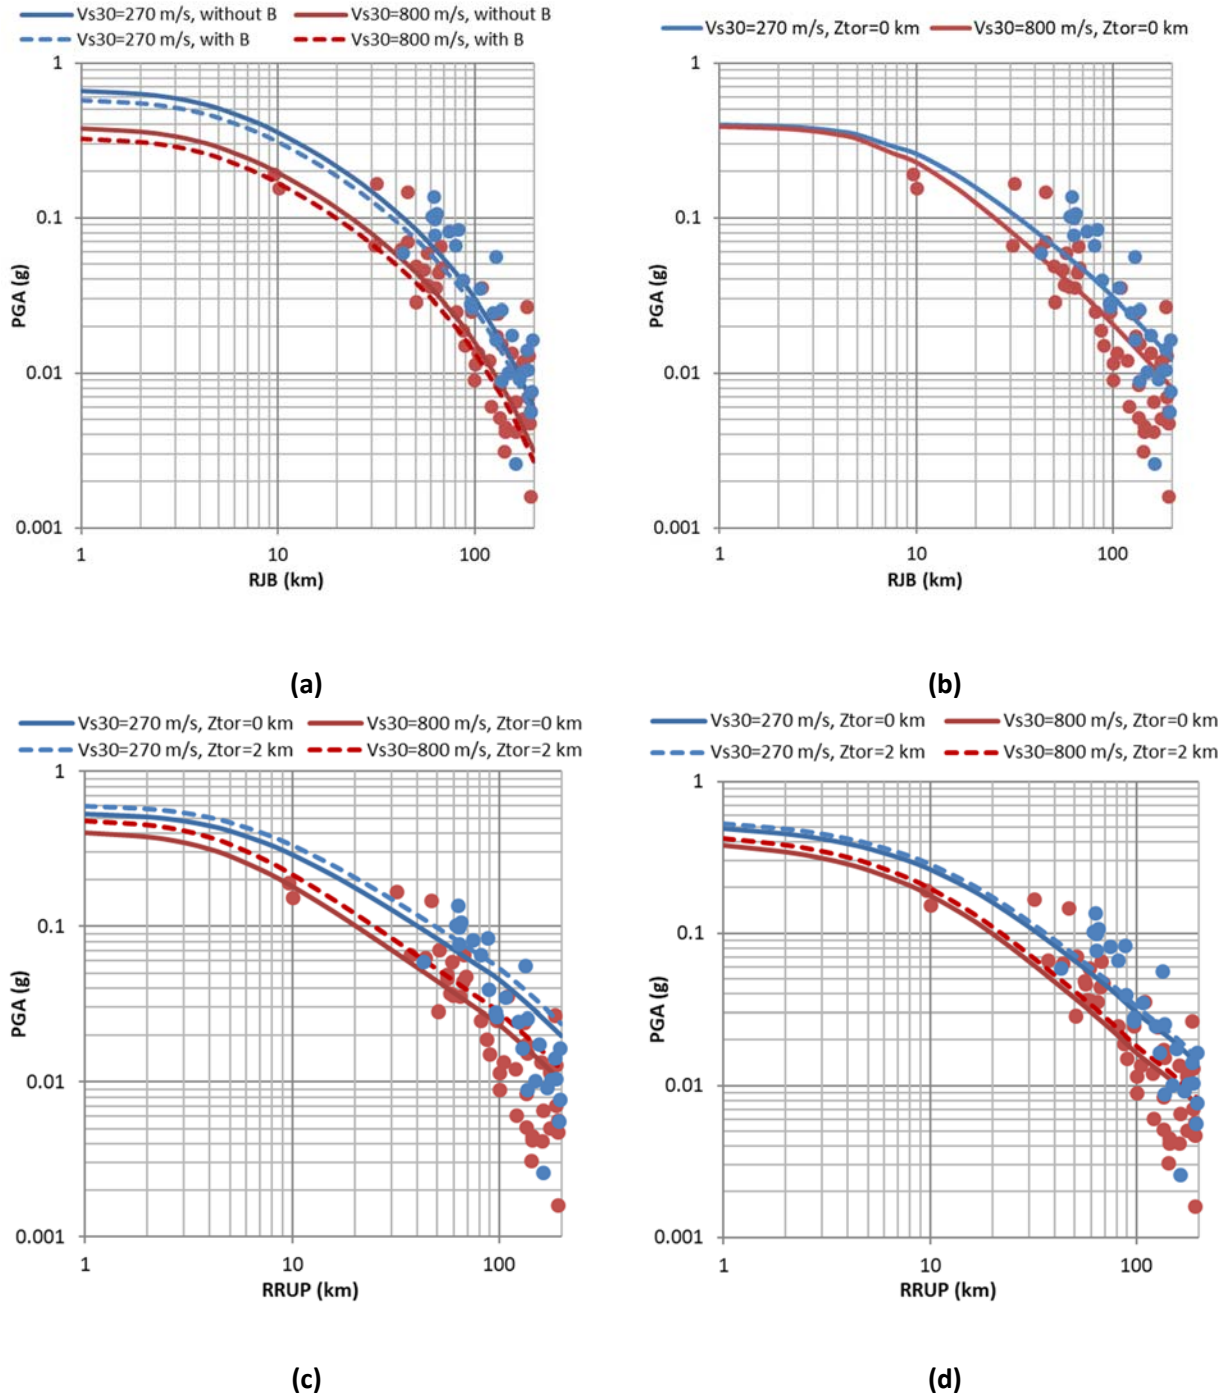 Vs30=270 m/s, without B Vs30=800 m/s, without B
Vs30=270 m/s, with B Vs30=800 m/s, with B
1
0.1
0.01
0.001
PGA (g)
1 10 100
RJB (km)
(a)
Vs30=270 m/s, Ztor=0 km Vs30=800 m/s, Ztor=0 km
1
0.1
0.01
0.001
PGA (g)
1 10 100
RJB (km)
(b)
Vs30=270 m/s, Ztor=0 km Vs30=800 m/s, Ztor=0 km
Vs30=270 m/s, Ztor=2 km Vs30=800 m/s, Ztor=2 km
1
0.1
0.01
0.001
PGA (g)
1 10 100
RRUP (km)
(c)
Vs30=270 m/s, Ztor=0 km Vs30=800 m/s, Ztor=0 km
Vs30=270 m/s, Ztor=2 km Vs30=800 m/s, Ztor=2 km
1
0.1
0.01
0.001
PGA (g)
1 10 100
RRUP (km)
(d)